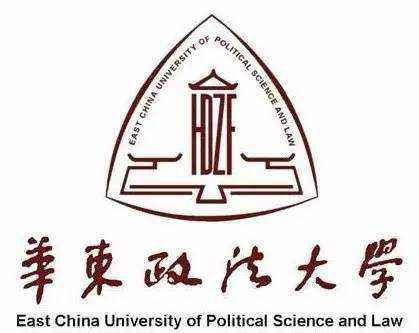 EAST CHINA UNIVERSITY OF POLITICAL SCIENCE AND LAW
HDZF
華東政法大學
East China University of Political Science and Law